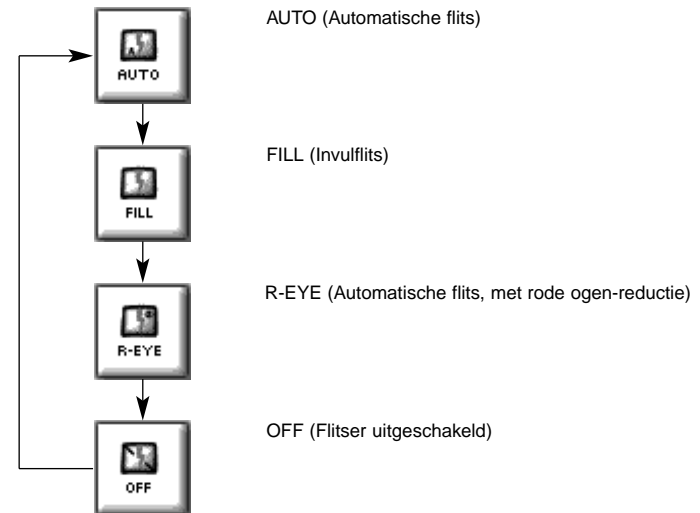 AUTO (Automatische flits)
AUTO
FILL (Invulflits)
FILL
R-EYE (Automatische flits, met rode ogen-reductie)
R-EYE
OFF (Flitser uitgeschakeld)
OFF